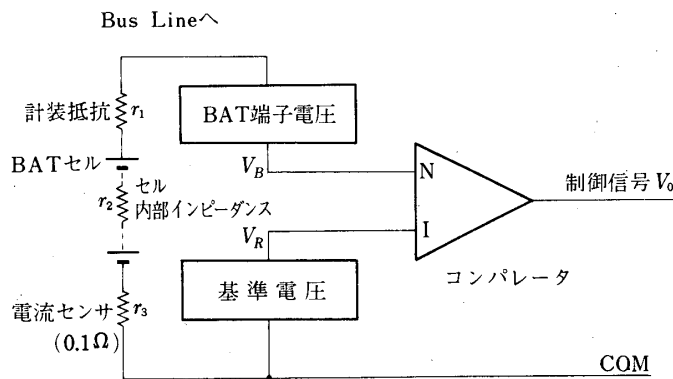 Bus Lineへ
計装抵抗 r₁
BAT端子電圧
BATセル
V_B
N
制御信号 V₀
r₂
セル
内部インピーダンス
V_R
I
コンパレータ
基準電圧
電流センサ r₃
(0.1Ω)
COM